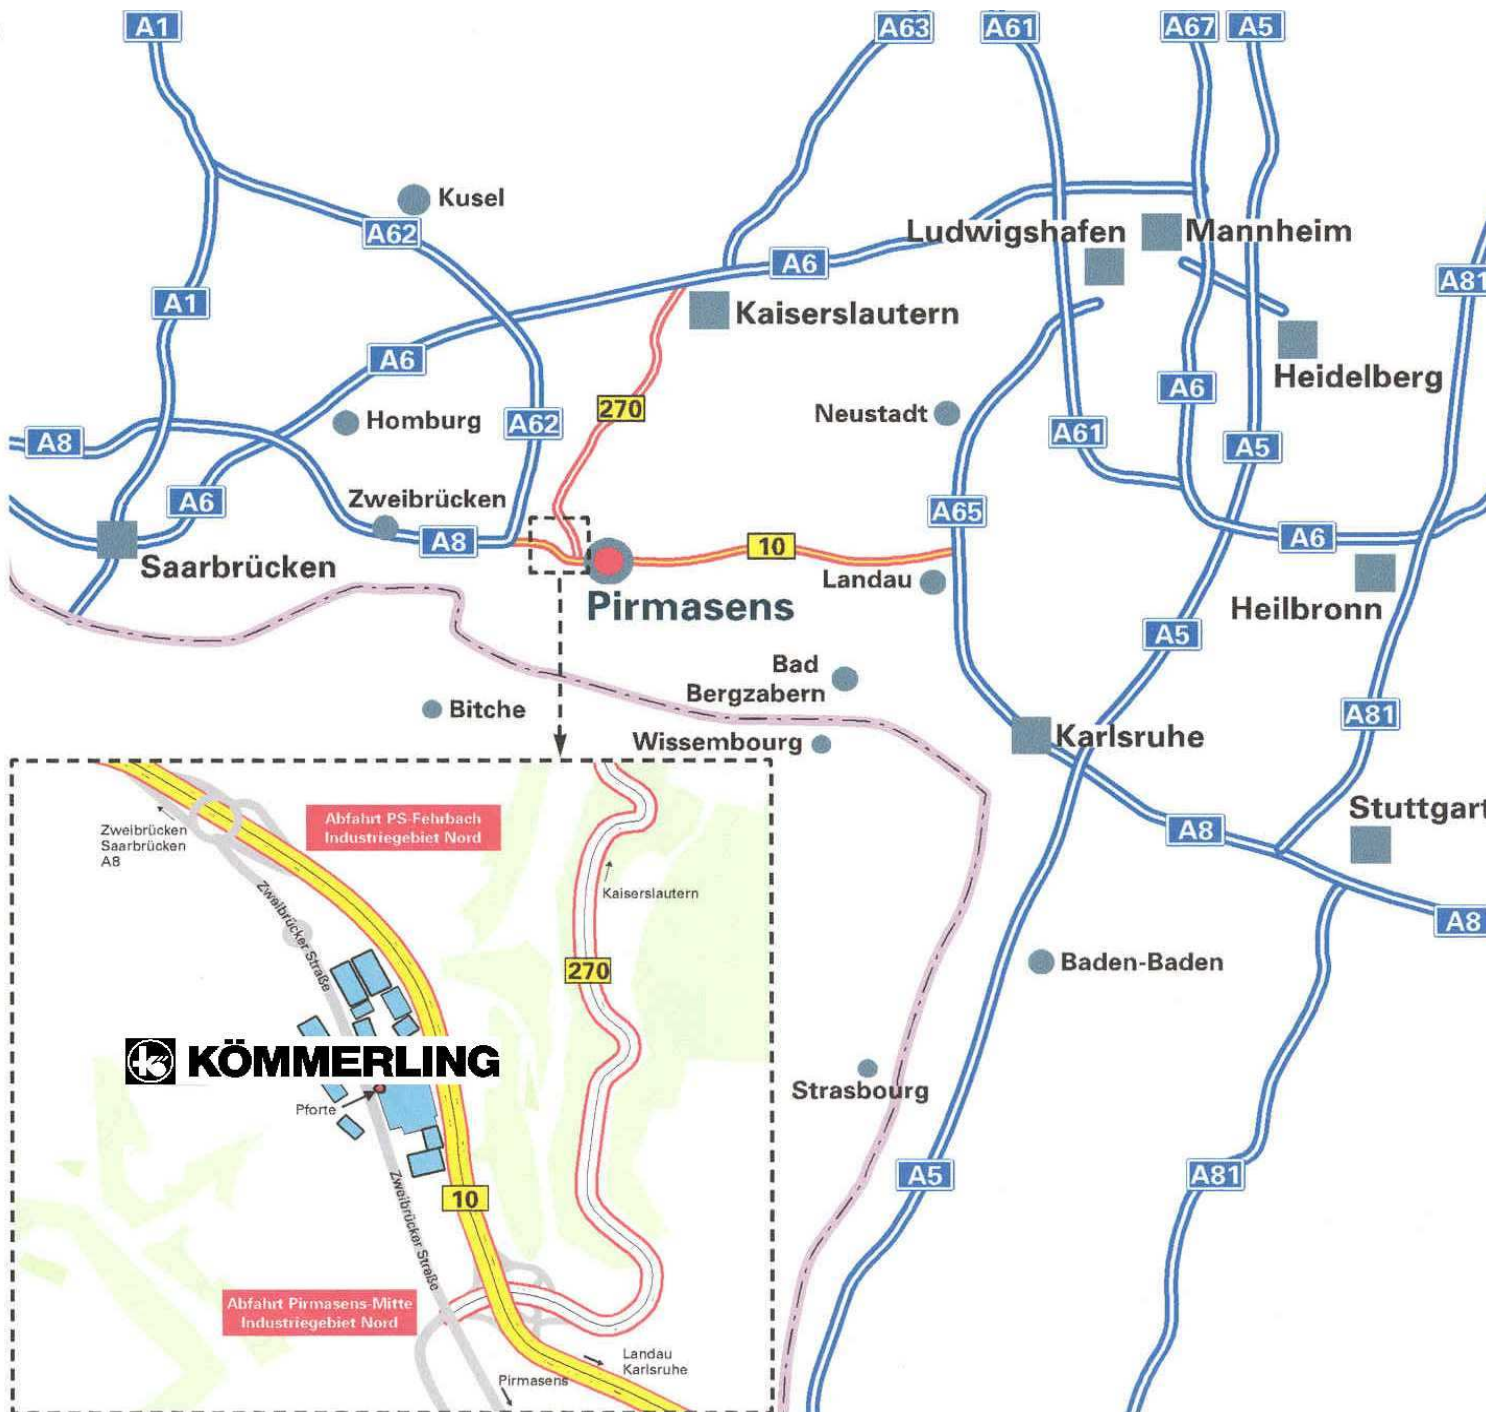 A1
A63
A61
A67
A5
Kusel
A62
Ludwigshafen
Mannheim
A6
A81
A1
Kaiserslautern
A6
Heidelberg
A6
270
Neustadt
Homburg
A62
A61
A8
A5
Zweibrücken
A6
A65
A8
10
A6
Saarbrücken
Landau
Pirmasens
Heilbronn
A5
Bad
Bergzabern
Bitche
A81
Wissembourg
Karlsruhe
Stuttgart
A8
A8
Abfahrt PS-Fehrbach
Industriegebiet Nord
Zweibrücken
Saarbrücken
A8
Kaiserslautern
Zweibrücker Straße
270
Baden-Baden
KÖMMERLING
Strasbourg
Pforte
A5
A81
10
Zweibrücker Straße
Abfahrt Pirmasens-Mitte
Industriegebiet Nord
Landau
Karlsruhe
Pirmasens